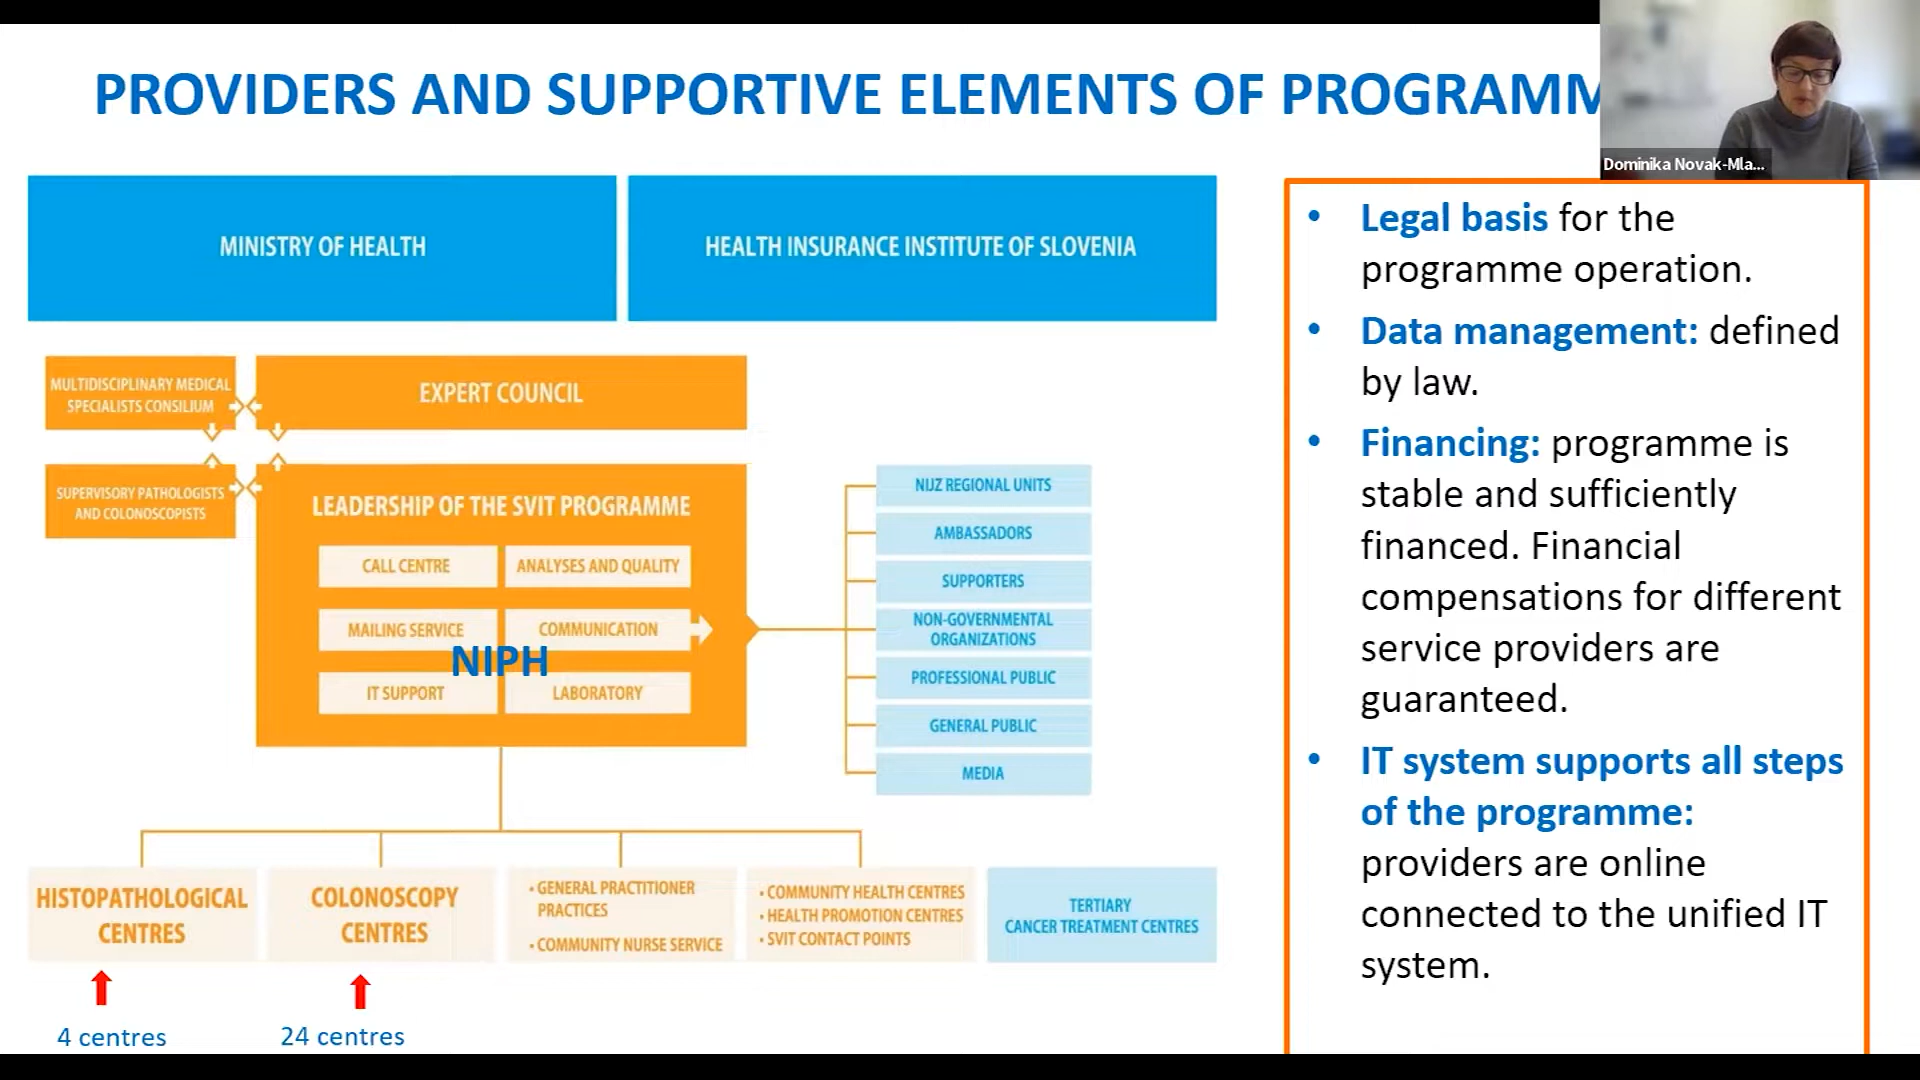 PROVIDERS AND SUPPORTIVE ELEMENTS OF PROGRAMM
Dominika Novak-Mla...
MINISTRY OF HEALTH
HEALTH INSURANCE INSTITUTE OF SLOVENIA
MULTIDISCIPLINARY MEDICAL
SPECIALISTS CONSILIUM
EXPERT COUNCIL
SUPERVISORY PATHOLOGISTS
AND COLONOSCOPISTS
LEADERSHIP OF THE SVIT PROGRAMME
CALL CENTRE
ANALYSES AND QUALITY
MAILING SERVICE
COMMUNICATION
NIPH
IT SUPPORT
LABORATORY
NIJZ REGIONAL UNITS
AMBASSADORS
SUPPORTERS
NON-GOVERNMENTAL
ORGANIZATIONS
PROFESSIONAL PUBLIC
GENERAL PUBLIC
MEDIA
HISTOPATHOLOGICAL
CENTRES
COLONOSCOPY
CENTRES
• GENERAL PRACTITIONER
PRACTICES
• COMMUNITY NURSE SERVICE
• COMMUNITY HEALTH CENTRES
• HEALTH PROMOTION CENTRES
• SVIT CONTACT POINTS
TERTIARY
CANCER TREATMENT CENTRES
4 centres
24 centres
• Legal basis for the
programme operation.
• Data management: defined
by law.
• Financing: programme is
stable and sufficiently
financed. Financial
compensations for different
service providers are
guaranteed.
• IT system supports all steps
of the programme:
providers are online
connected to the unified IT
system.